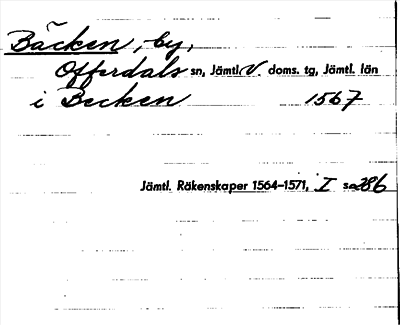 Bäcken, by,
Offerdals sn, Jämtl. V doms. tg, Jämtl. län
i Becken 1567
Jämtl. Räkenskaper 1564–1571, I s. 286